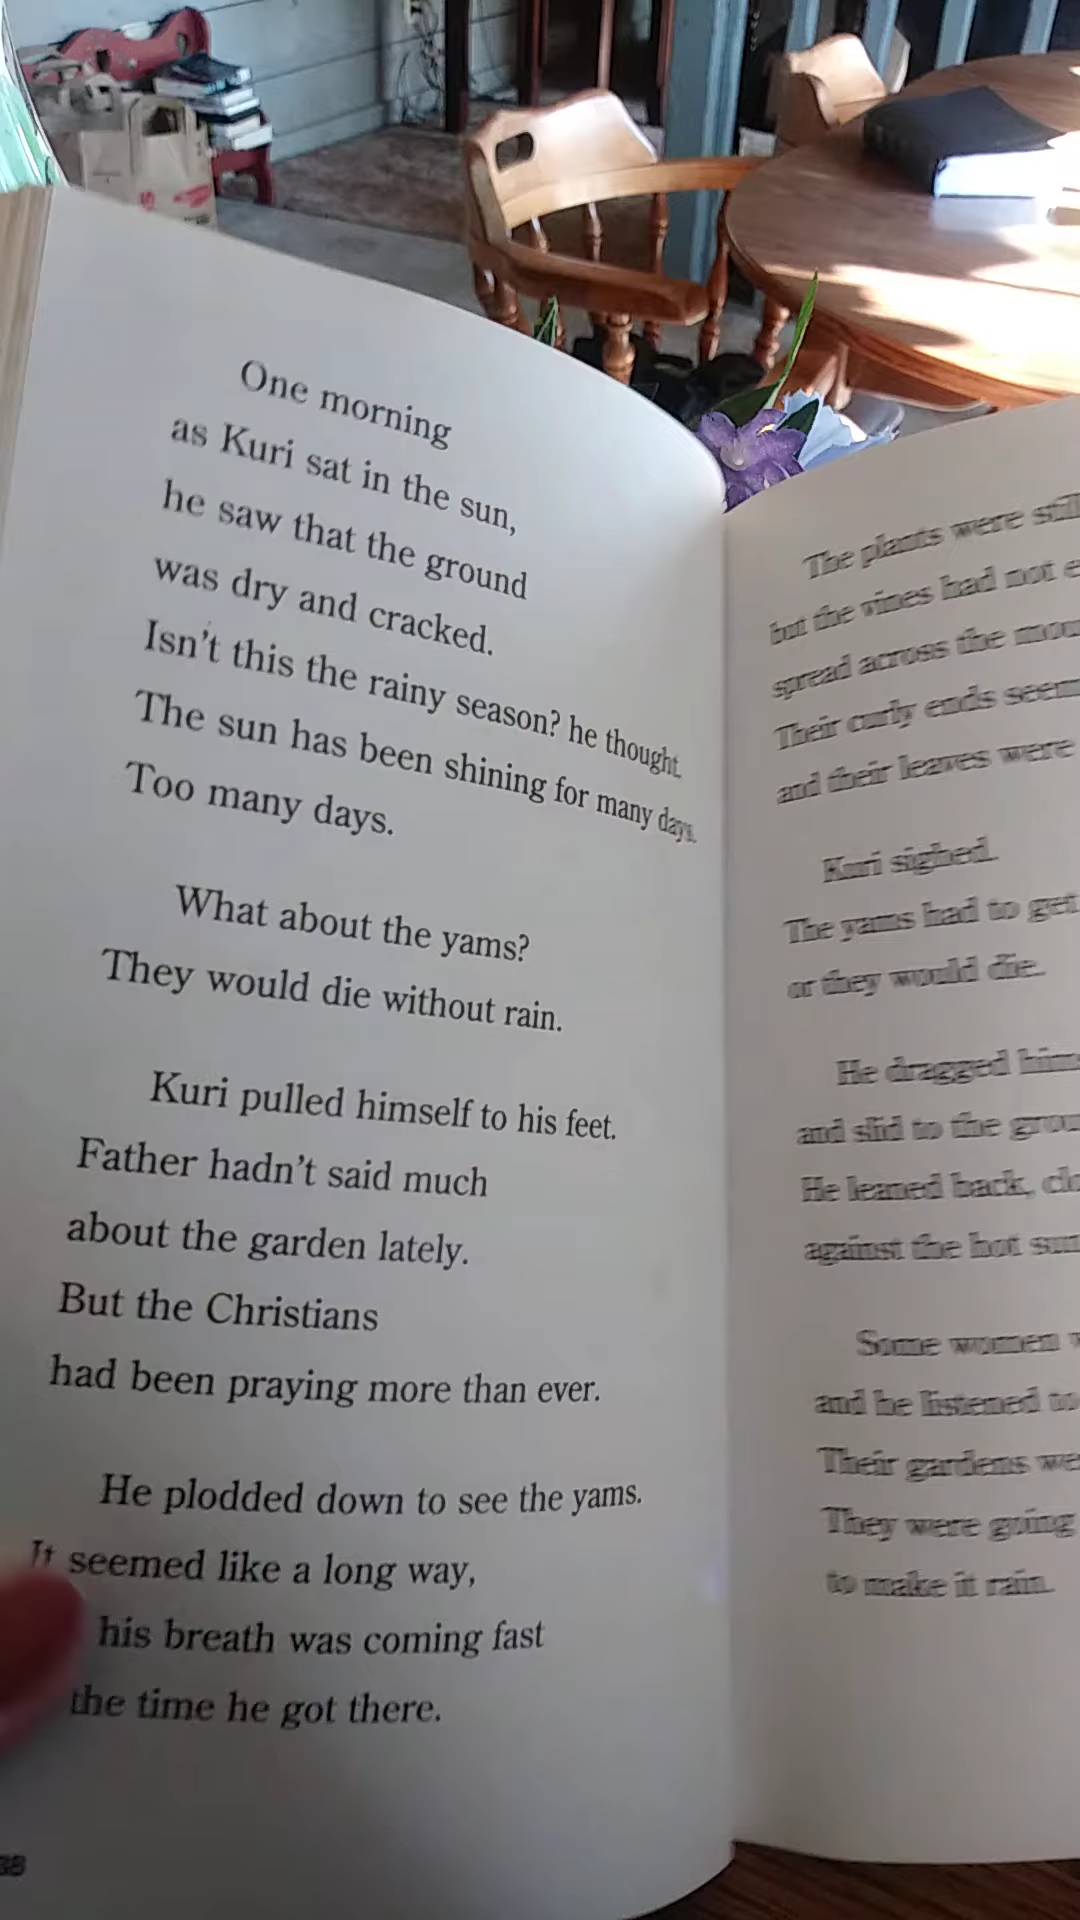 One morning
as Kuri sat in the sun,
he saw that the ground
was dry and cracked.
Isn't this the rainy season? he thought.
The sun has been shining for many days.
Too many days.
What about the yams?
They would die without rain.
Kuri pulled himself to his feet.
Father hadn't said much
about the garden lately.
But the Christians
had been praying more than ever.
He plodded down to see the yams.
It seemed like a long way,
his breath was coming fast
the time he got there.
38
The plants were still
but the vines had not
spread across the
Their curly ends
and their leaves were
Kuri sighed.
The yams had to get
or they would die.
He dragged
and slid to the
He leaned back,
against the hot sun
Some women
and he listened to
Their gardens
They were going
to make it rain.